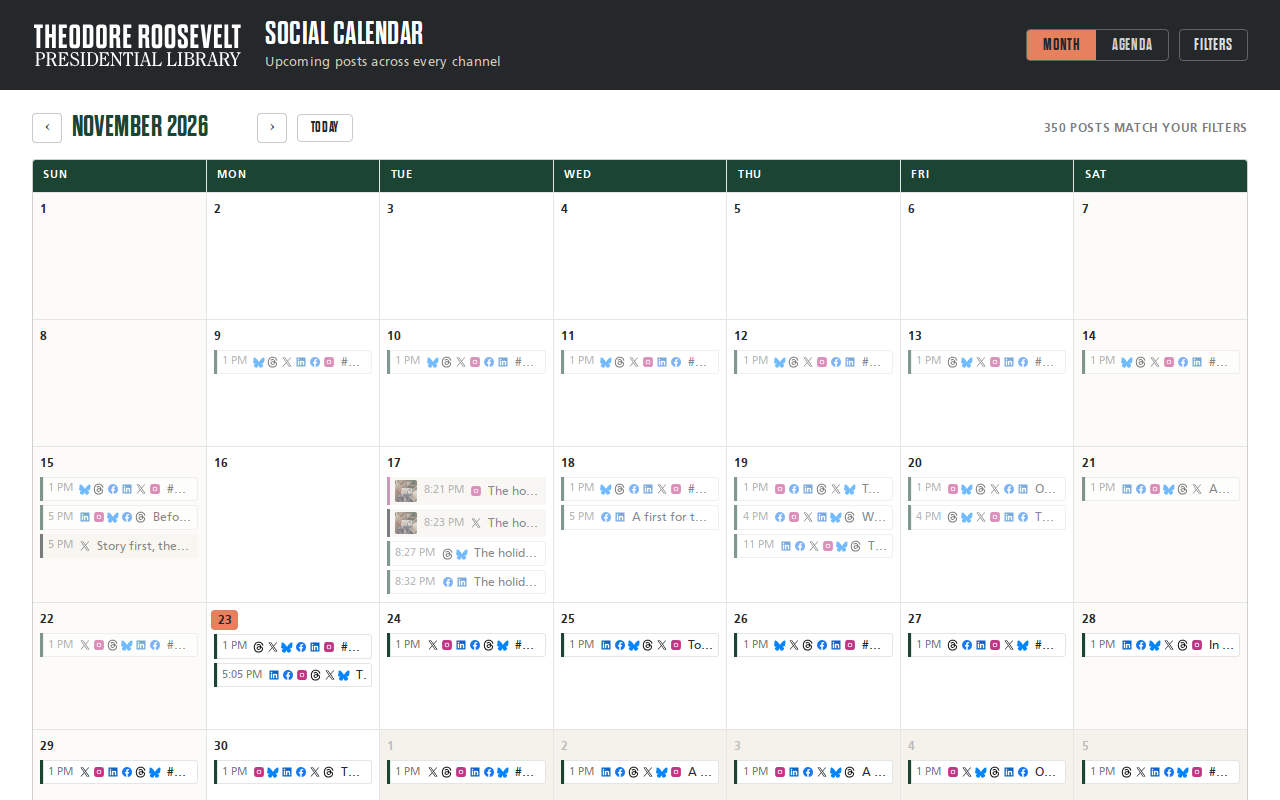 THEODORE ROOSEVELT
PRESIDENTIAL LIBRARY
SOCIAL CALENDAR
Upcoming posts across every channel
MONTH AGENDA FILTERS
‹ NOVEMBER 2026 › TODAY
350 POSTS MATCH YOUR FILTERS
SUN MON TUE WED THU FRI SAT
1 2 3 4 5 6 7
8 9 10 11 12 13 14
1 PM #... 1 PM #... 1 PM #... 1 PM #... 1 PM #... 1 PM #...
15 16 17 18 19 20 21
1 PM #... 8:21 PM The ho... 1 PM #... 1 PM T... 1 PM O... 1 PM A...
5 PM Befo... 8:23 PM The ho... 5 PM A first for t... 4 PM W... 4 PM T...
5 PM Story first, the... 8:27 PM The holid... 11 PM T...
8:32 PM The holid...
22 23 24 25 26 27 28
1 PM #... 1 PM #... 1 PM #... 1 PM To... 1 PM #... 1 PM #... 1 PM In ...
5:05 PM T.
29 30 1 2 3 4 5
1 PM #... 1 PM T... 1 PM #... 1 PM A ... 1 PM A ... 1 PM O... 1 PM #...